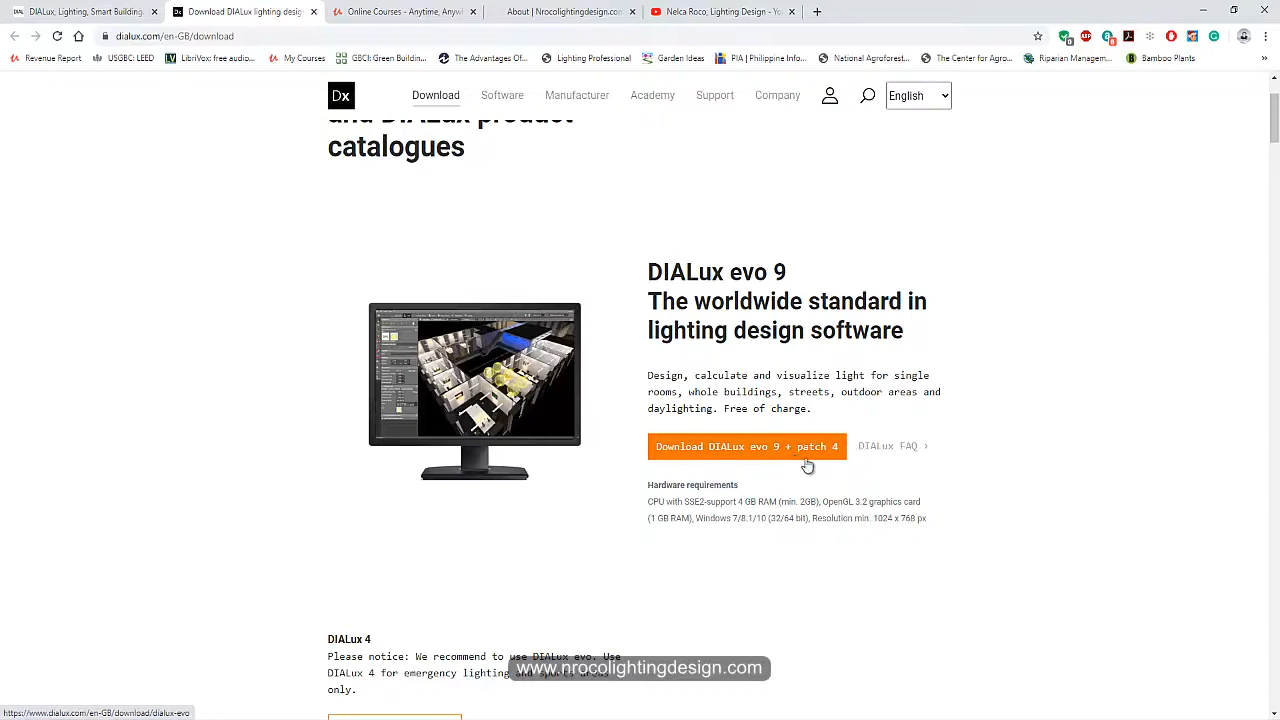 DIALux, Lighting, Smart Building.
Download DIALux lighting desig
Online Courses - Anytime, Anywh
About | Nrocolightingdesign.com
Nelca Roco, Lighting Design - Yo
dialux.com/en-GB/download
Revenue Report
USGBC: LEED
LibriVox: free audio...
My Courses
GBCI: Green Buildin...
The Advantages Of...
Lighting Professional
Garden Ideas
PIA | Philippine Info...
National Agroforest...
The Center for Agro...
Riparian Managem...
Bamboo Plants
Dx
Download
Software
Manufacturer
Academy
Support
Company
English
and DIALux product
catalogues
DIALux evo 9
The worldwide standard in
lighting design software
Design, calculate and visualize light for single
rooms, whole buildings, streets, outdoor areas and
daylighting. Free of charge.
Download DIALux evo 9 + patch 4
DIALux FAQ ›
Hardware requirements
CPU with SSE2-support 4 GB RAM (min. 2GB), OpenGL 3.2 graphics card
(1 GB RAM), Windows 7/8.1/10 (32/64 bit), Resolution min. 1024 x 768 px
DIALux 4
Please notice: We recommend to use DIALux evo. Use
DIALux 4 for emergency lighting and sports areas
only.
www.nrocolightingdesign.com
https://www.dialux.com/en-GB/download/dialux-evo